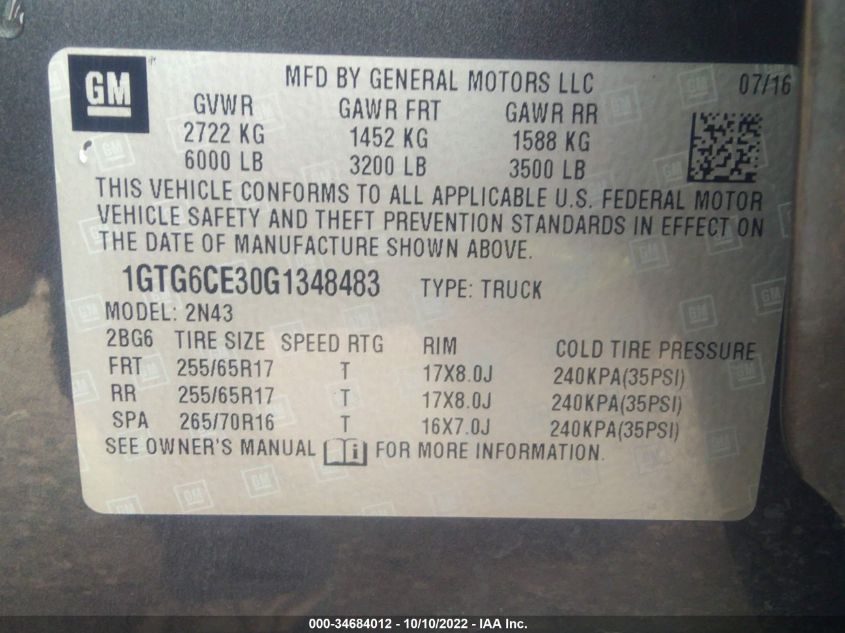 GM
MFD BY GENERAL MOTORS LLC 07/16
GVWR GAWR FRT GAWR RR
2722 KG 1452 KG 1588 KG
6000 LB 3200 LB 3500 LB
THIS VEHICLE CONFORMS TO ALL APPLICABLE U.S. FEDERAL MOTOR
VEHICLE SAFETY AND THEFT PREVENTION STANDARDS IN EFFECT ON
THE DATE OF MANUFACTURE SHOWN ABOVE.
1GTG6CE30G1348483 TYPE: TRUCK
MODEL: 2N43
2BG6 TIRE SIZE SPEED RTG RIM COLD TIRE PRESSURE
FRT 255/65R17 T 17X8.0J 240KPA(35PSI)
RR 255/65R17 T 17X8.0J 240KPA(35PSI)
SPA 265/70R16 T 16X7.0J 240KPA(35PSI)
SEE OWNER'S MANUAL FOR MORE INFORMATION.
000-34684012 - 10/10/2022 - IAA Inc.